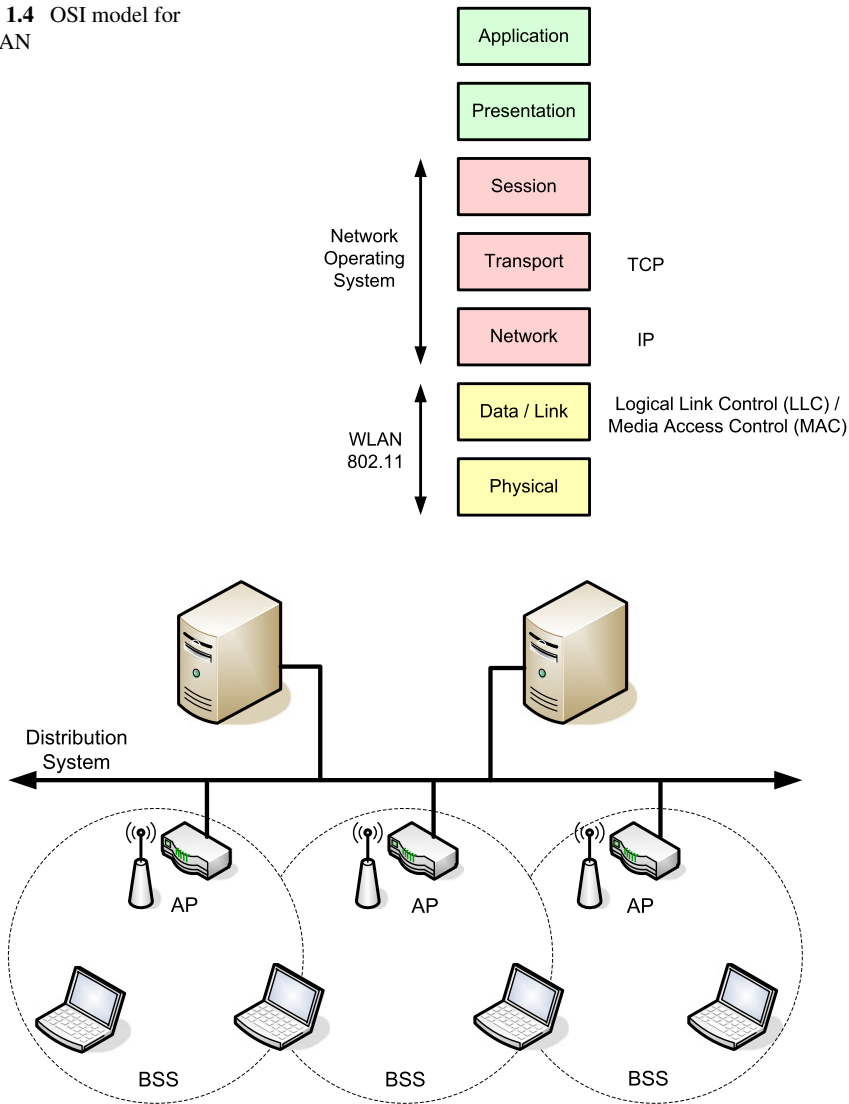 1.4 OSI model for
AN
Application
Presentation
Session
Network
Operating
System
Transport
TCP
Network
IP
Data / Link
Logical Link Control (LLC) /
Media Access Control (MAC)
WLAN
802.11
Physical
Distribution
System
AP
AP
AP
BSS
BSS
BSS